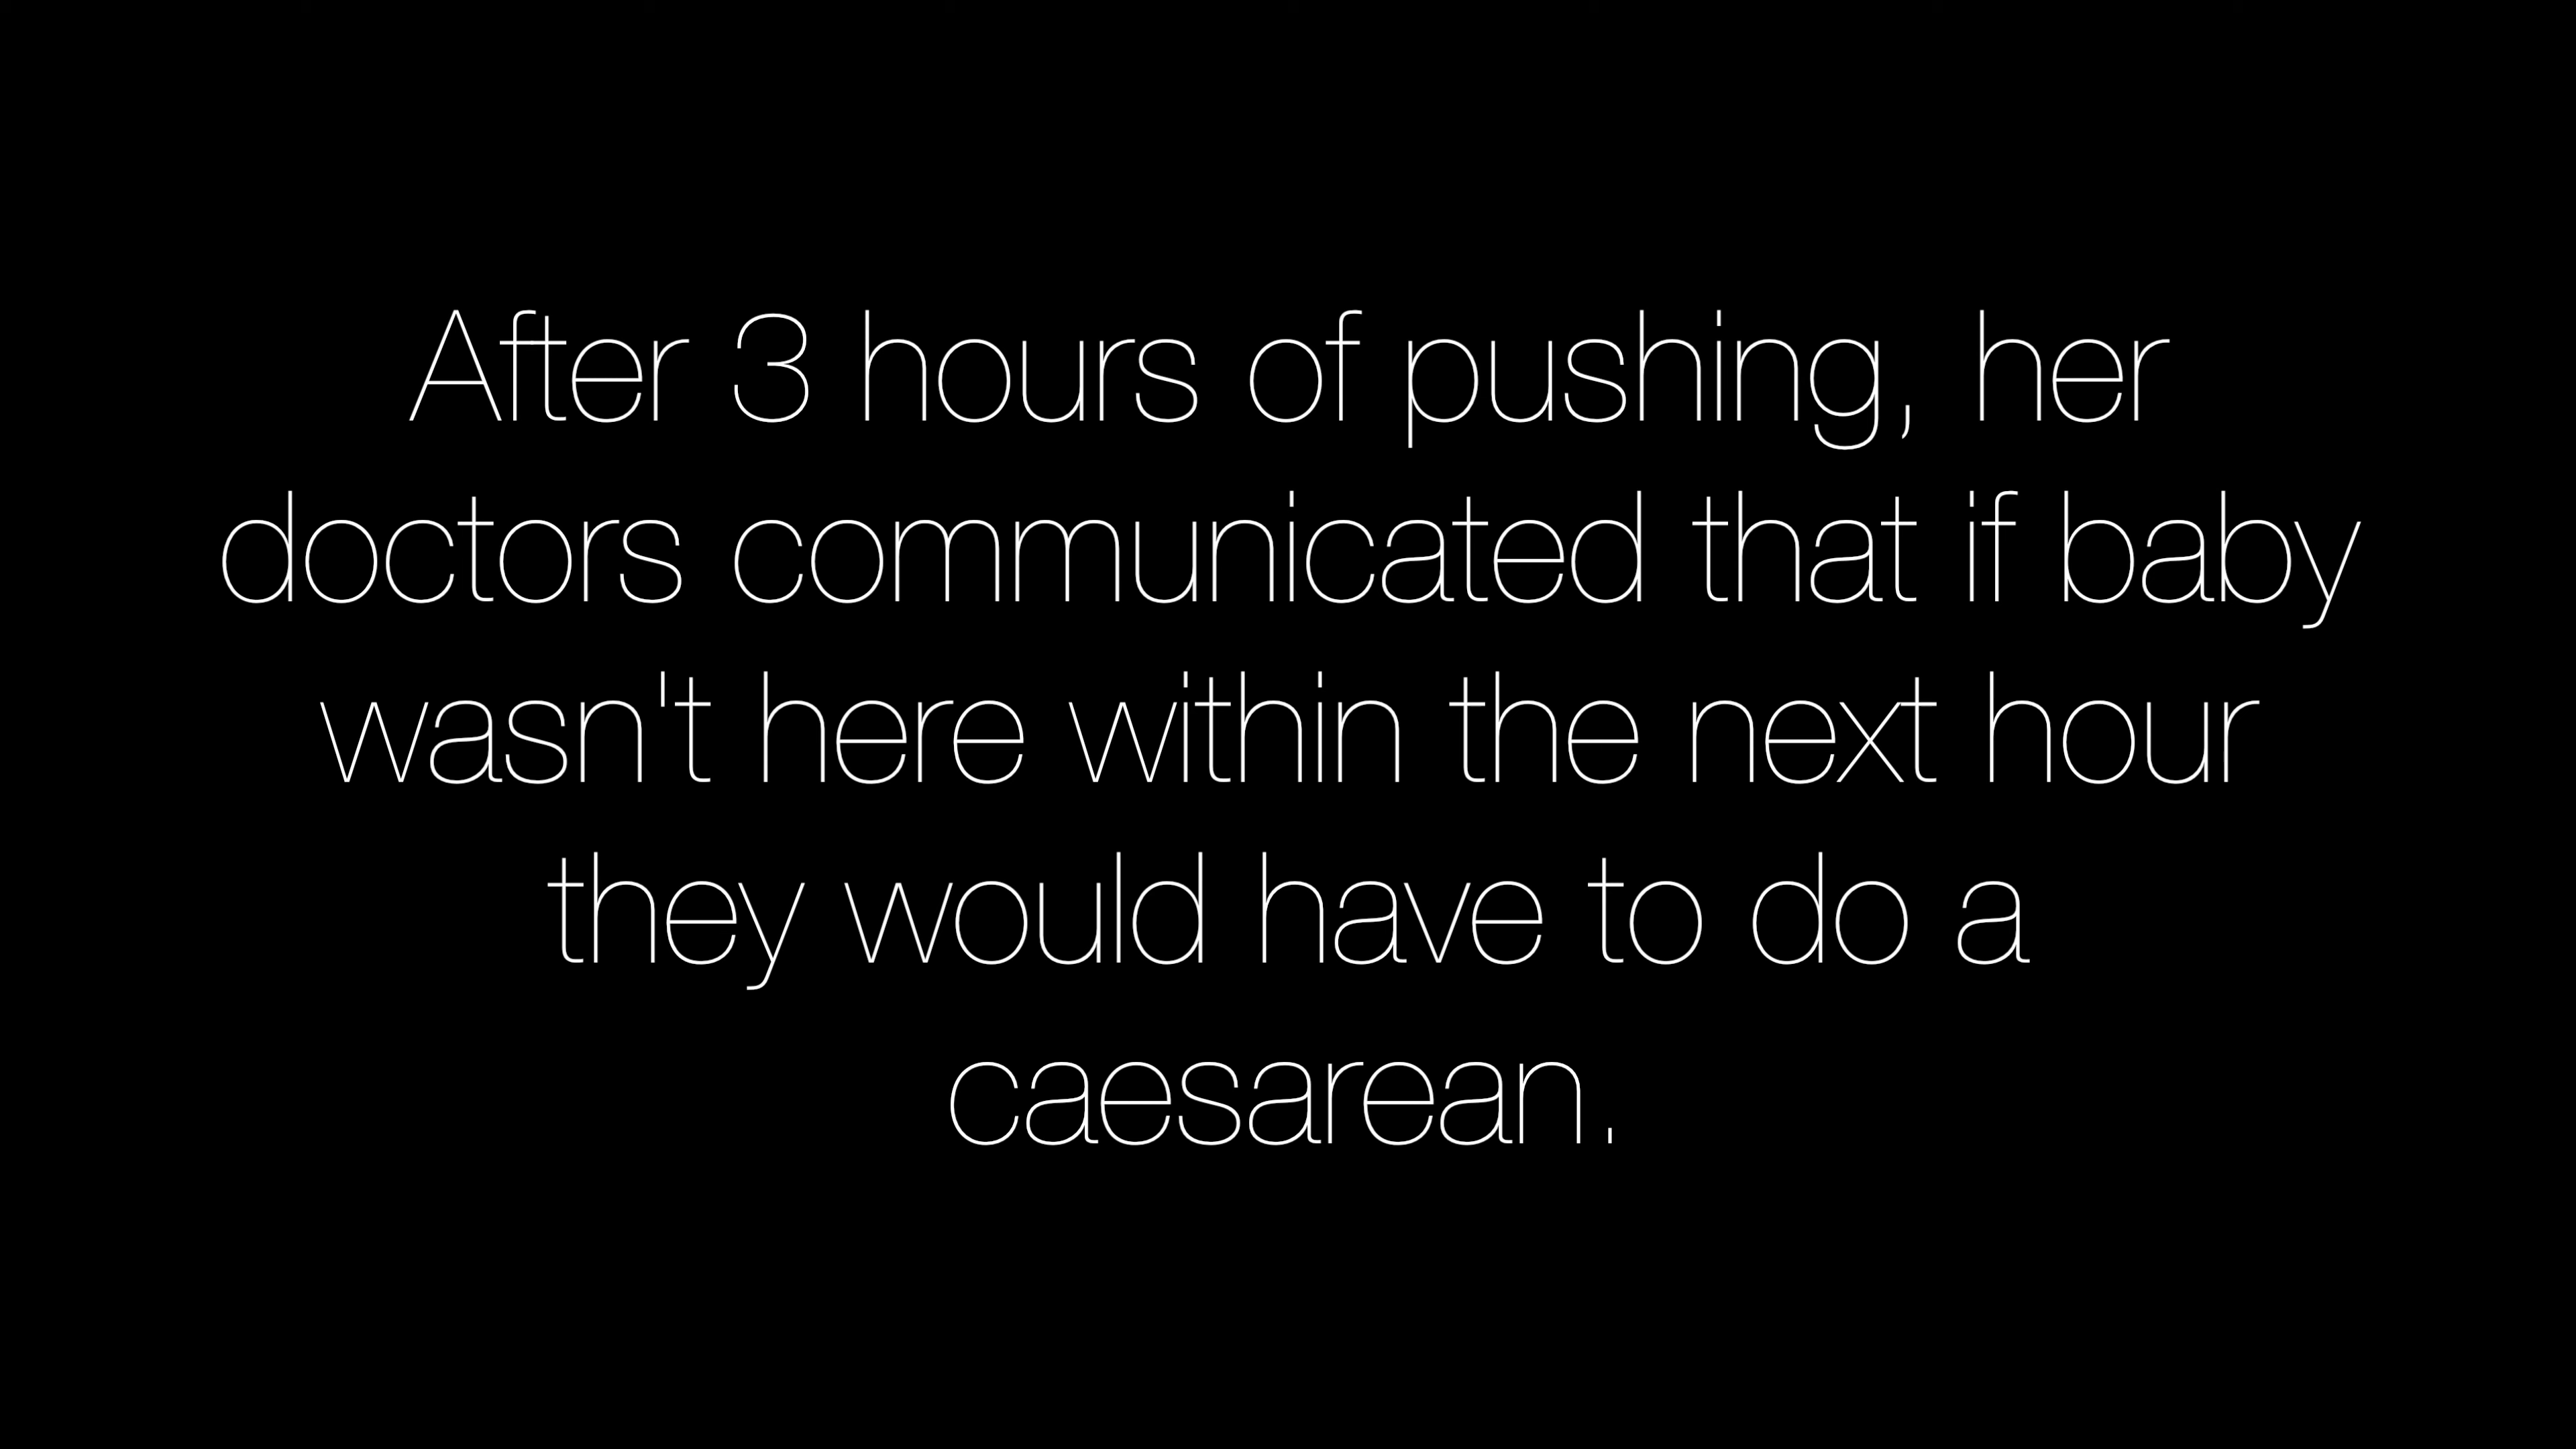 After 3 hours of pushing, her
doctors communicated that if baby
wasn't here within the next hour
they would have to do a
caesarean.